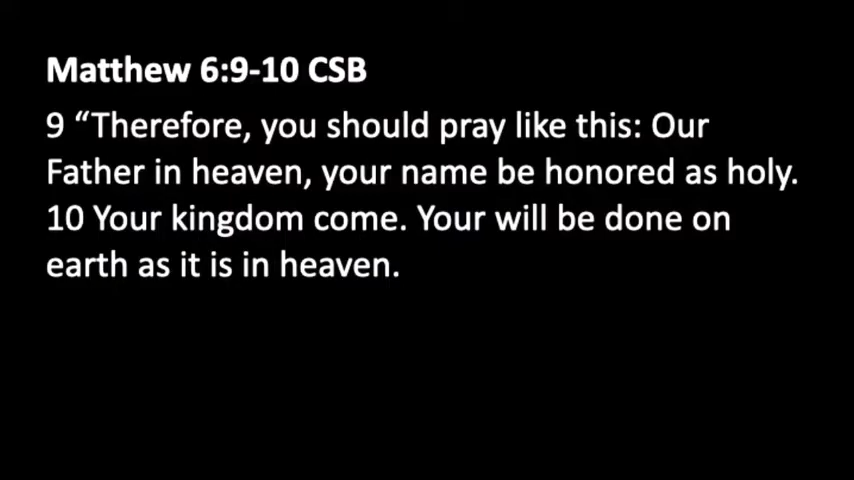 Matthew 6:9-10 CSB
9 “Therefore, you should pray like this: Our
Father in heaven, your name be honored as holy.
10 Your kingdom come. Your will be done on
earth as it is in heaven.